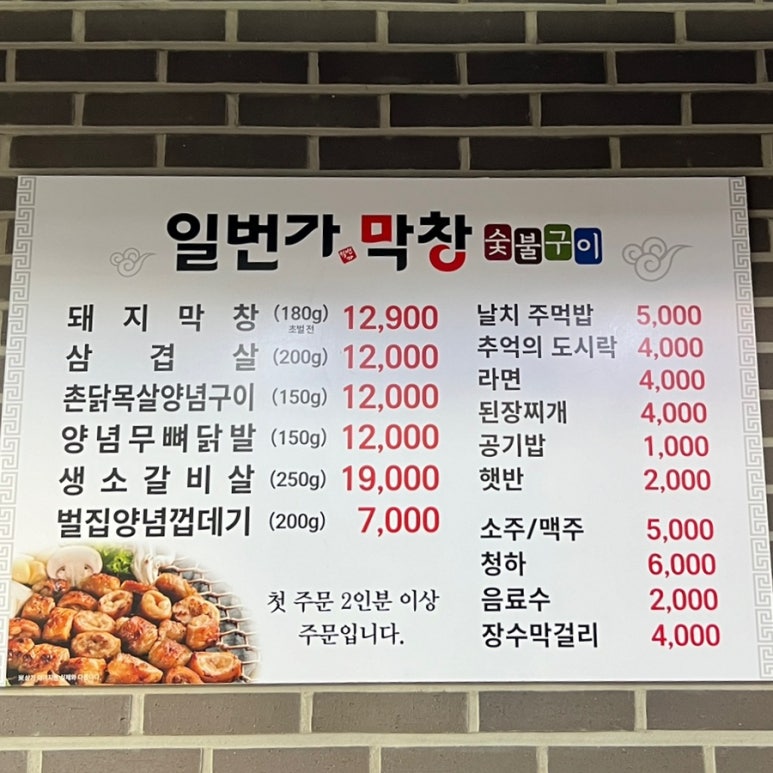 일번가 막창 숯불구이
돼지막창 (180g) 12,900
초벌전
삼겹살 (200g) 12,000
촌닭목살양념구이 (150g) 12,000
양념무뼈닭발 (150g) 12,000
생소갈비살 (250g) 19,000
벌집양념껍데기 (200g) 7,000
첫 주문 2인분 이상
주문입니다.
날치 주먹밥 5,000
추억의 도시락 4,000
라면 4,000
된장찌개 4,000
공기밥 1,000
햇반 2,000
소주/맥주 5,000
청하 6,000
음료수 2,000
장수막걸리 4,000